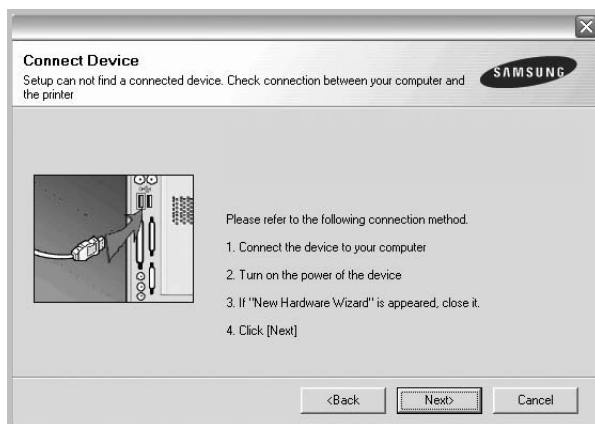 Connect Device
Setup can not find a connected device. Check connection between your computer and
the printer
SAMSUNG
Please refer to the following connection method.
1. Connect the device to your computer
2. Turn on the power of the device
3. If "New Hardware Wizard" is appeared, close it.
4. Click [Next]
<Back
Next>
Cancel